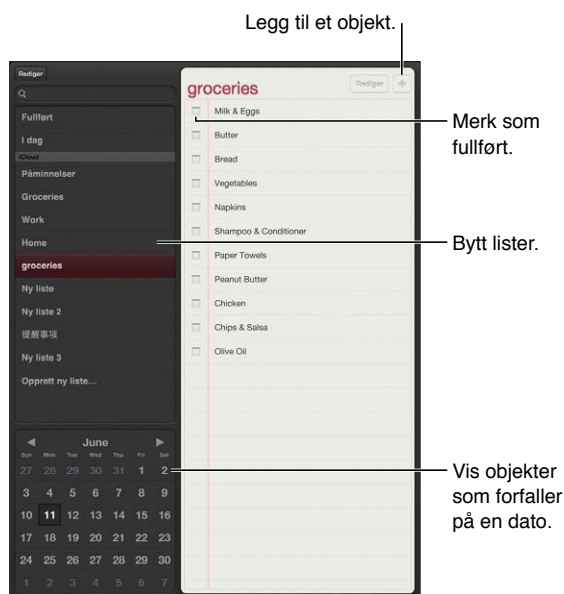 Legg til et objekt.
Rediger
Fullført
I dag
iCloud
Påminnelser
Groceries
Work
Home
groceries
Ny liste
Ny liste 2
提醒事項
Ny liste 3
Opprett ny liste...
June
Sun Mon Tue Wed Thu Fri Sat
27 28 29 30 31 1 2
3 4 5 6 7 8 9
10 11 12 13 14 15 16
17 18 19 20 21 22 23
24 25 26 27 28 29 30
1 2 3 4 5 6 7
groceries
Rediger +
Milk & Eggs
Butter
Bread
Vegetables
Napkins
Shampoo & Conditioner
Paper Towels
Peanut Butter
Chicken
Chips & Salsa
Olive Oil
Merk som
fullført.
Bytt lister.
Vis objekter
som forfaller
på en dato.